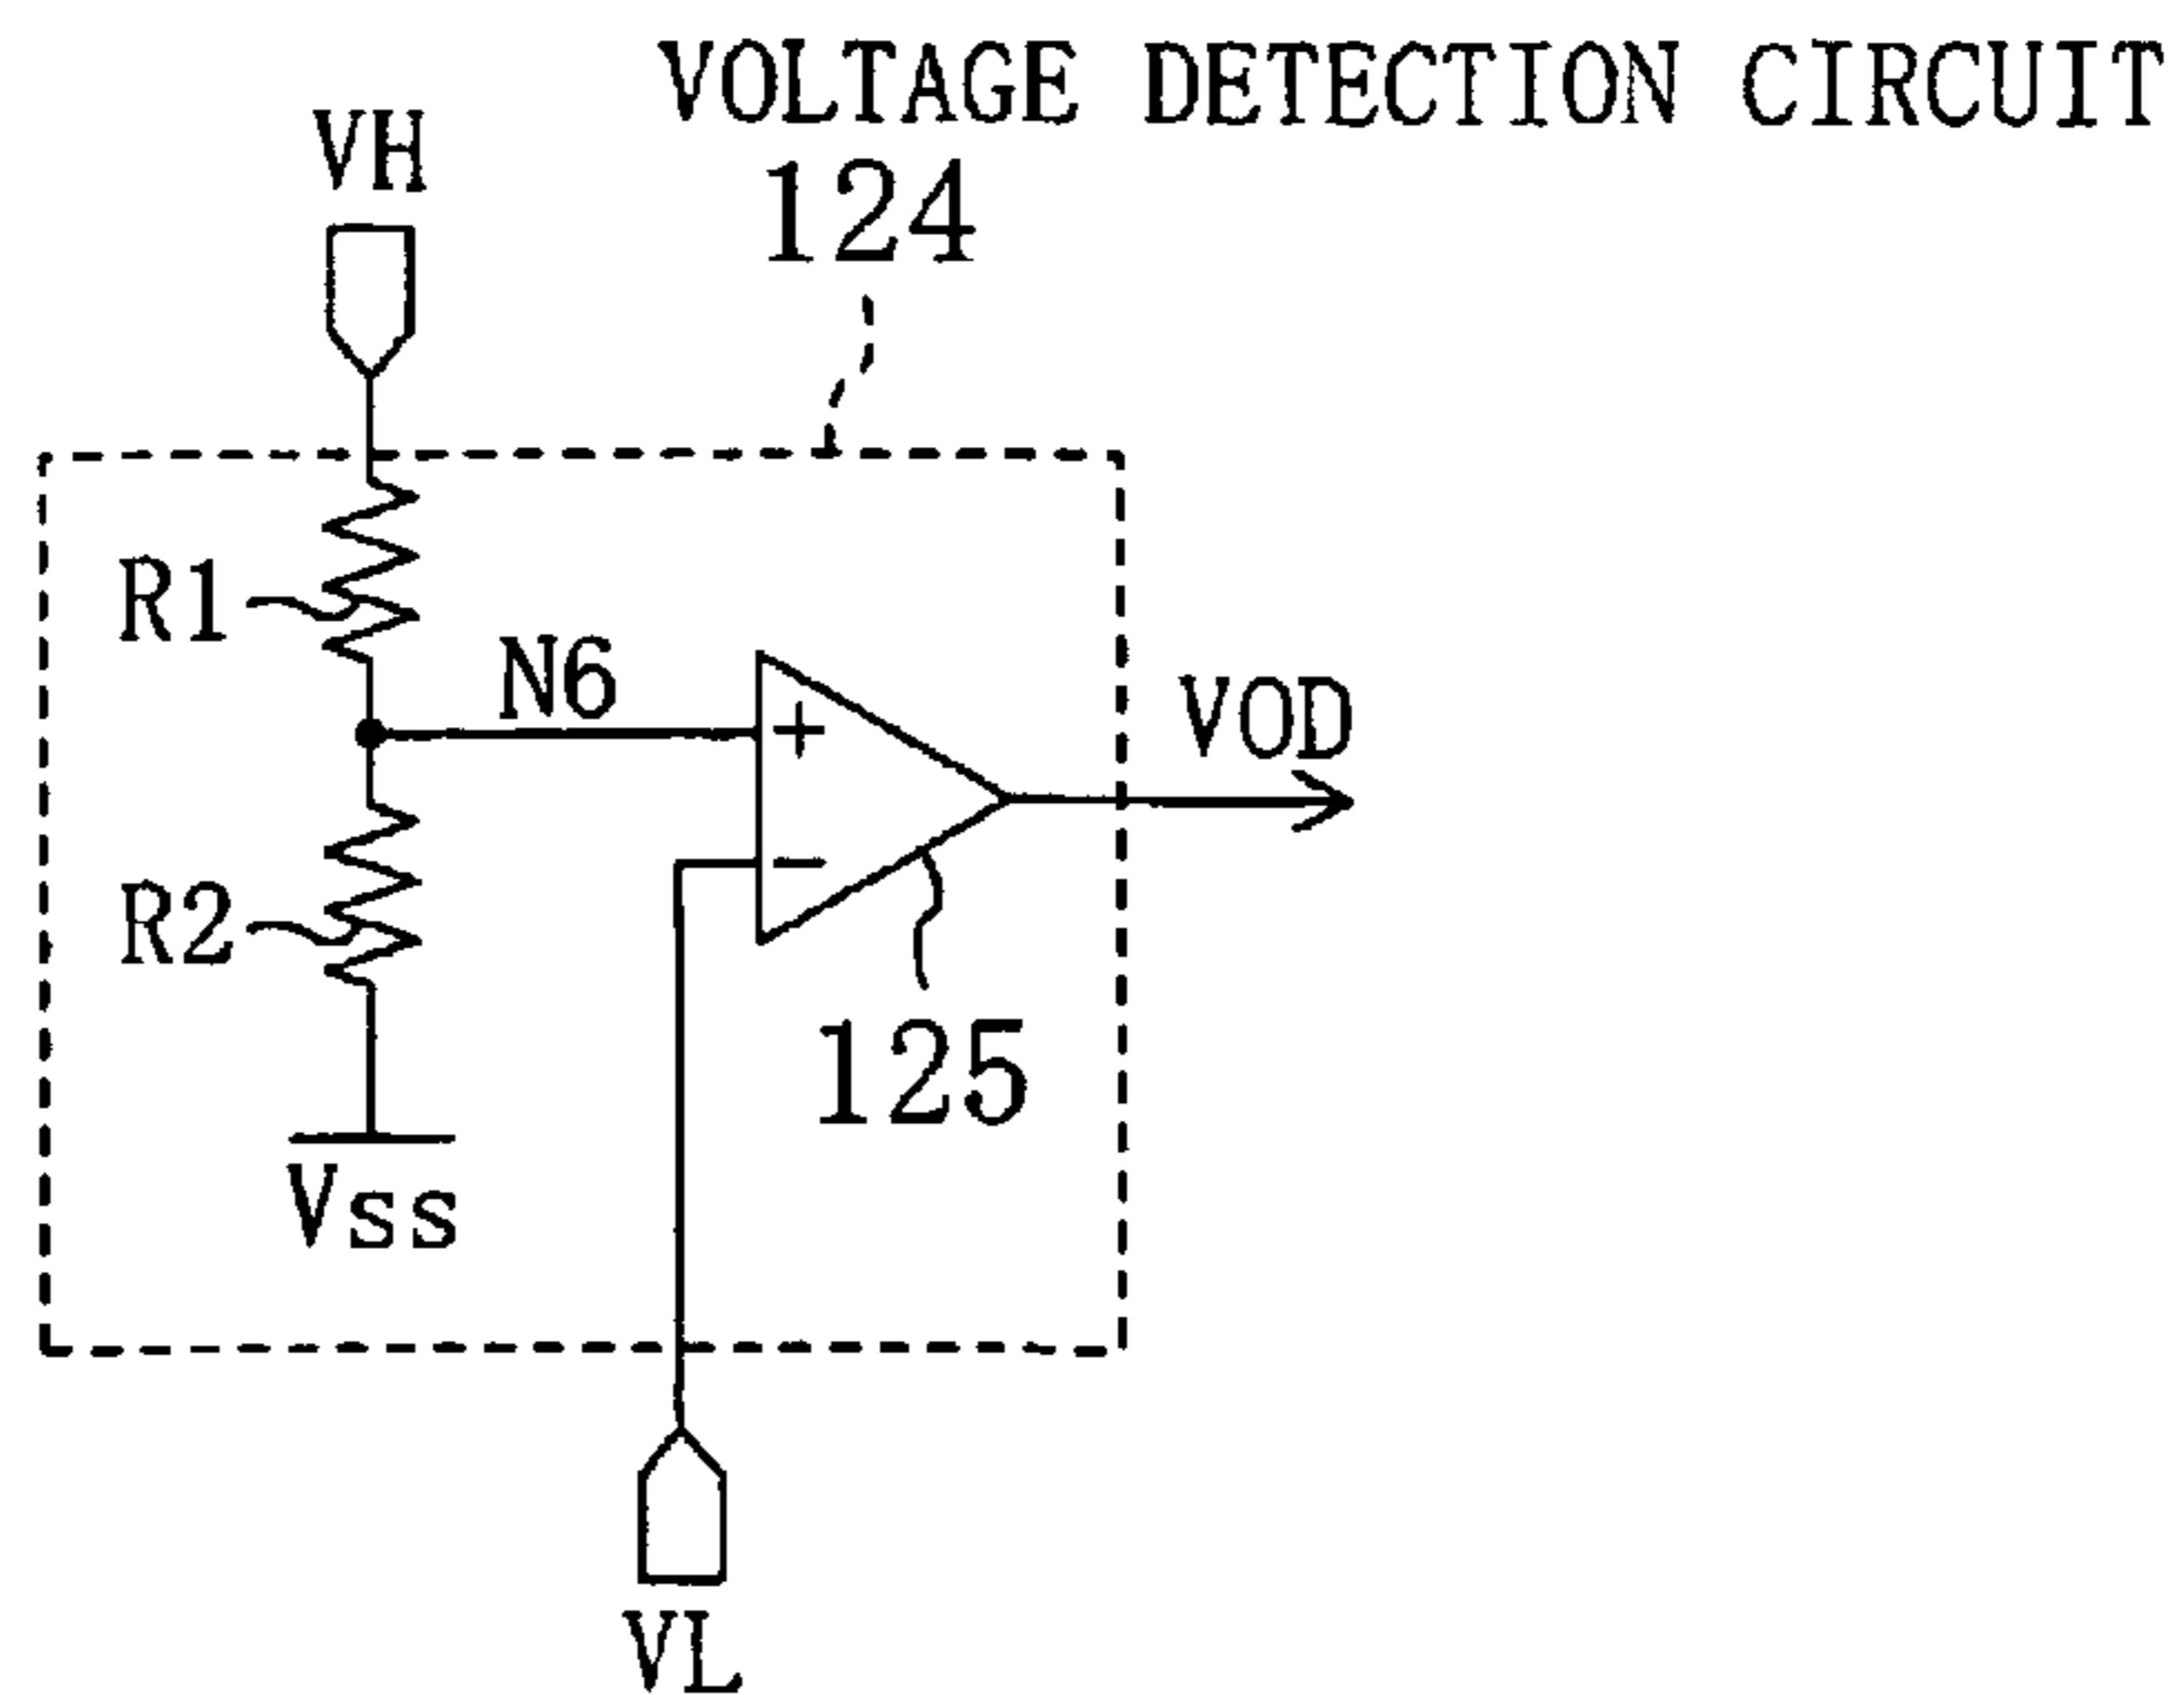 VOLTAGE DETECTION CIRCUIT
VH
124
R1
N6
+
VOD
−
R2
125
Vss
VL